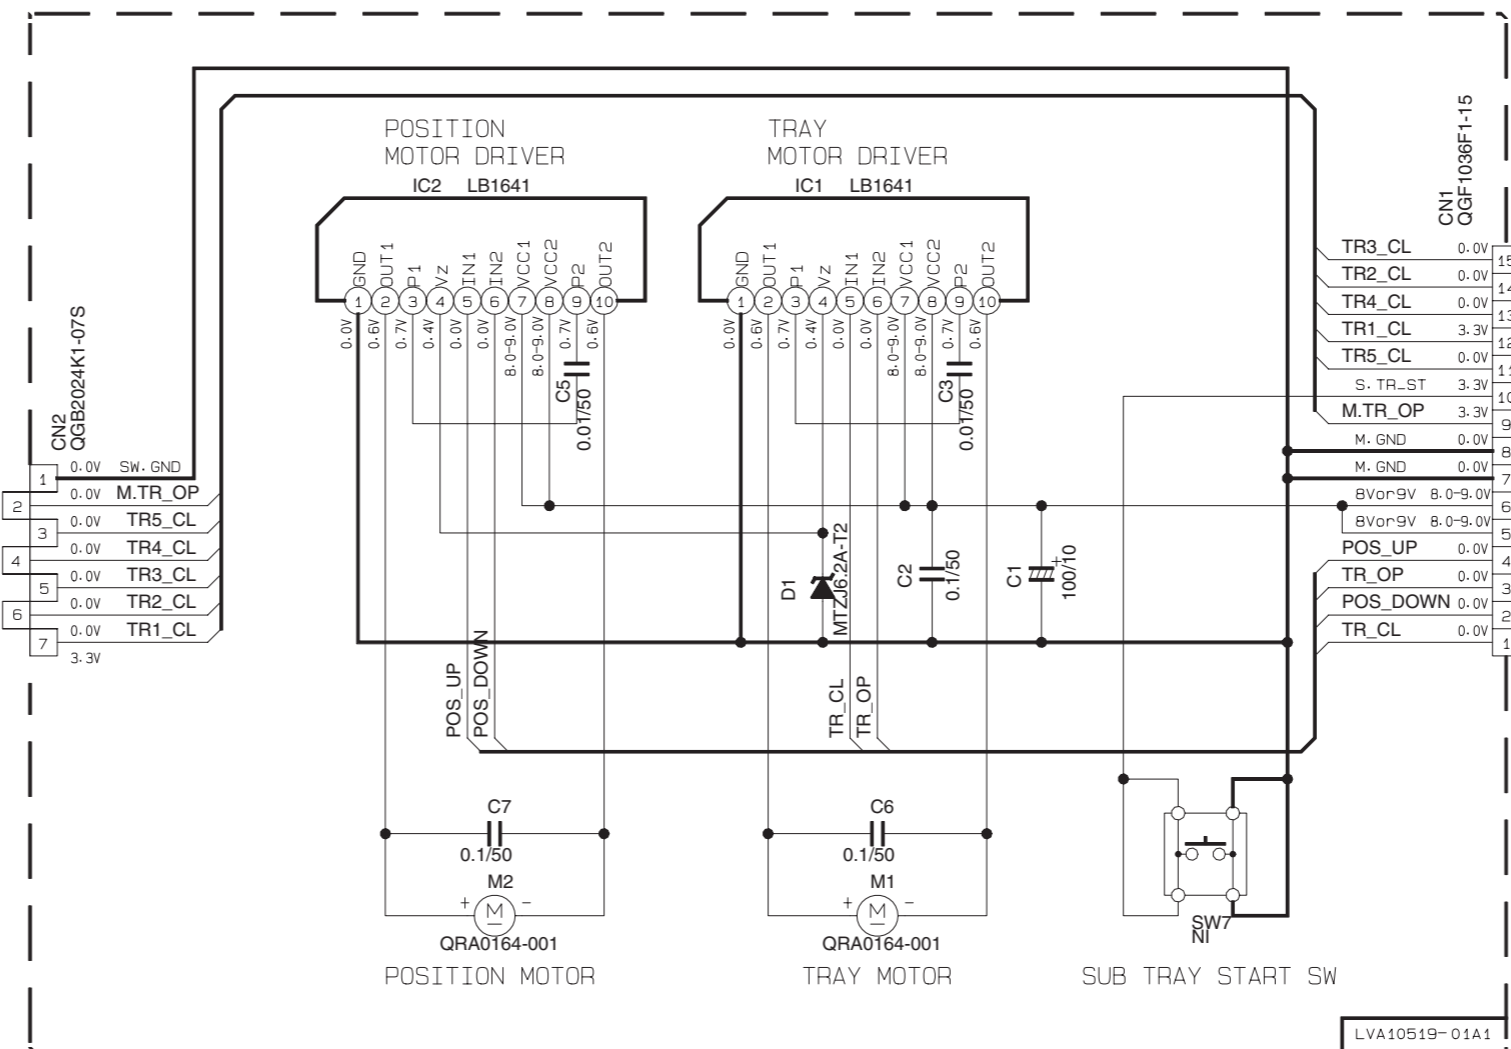 POSITION
MOTOR DRIVER
IC2 LB1641
GND
OUT1
P1
Vz
IN1
IN2
VCC1
VCC2
P2
OUT2
1 2 3 4 5 6 7 8 9 10
0.0V
0.6V
0.7V
0.4V
0.0V
0.0V
8.0-9.0V
8.0-9.0V
0.7V
0.6V
C5
0.01/50
TRAY
MOTOR DRIVER
IC1 LB1641
GND
OUT1
P1
Vz
IN1
IN2
VCC1
VCC2
P2
OUT2
1 2 3 4 5 6 7 8 9 10
0.0V
0.6V
0.7V
0.4V
0.0V
0.0V
8.0-9.0V
8.0-9.0V
0.7V
0.6V
C3
0.01/50
CN2
QGB2024K1-07S
1 0.0V SW.GND
2 0.0V M.TR_OP
3 0.0V TR5_CL
4 0.0V TR4_CL
5 0.0V TR3_CL
6 0.0V TR2_CL
7 0.0V TR1_CL
3.3V
CN1
QGF1036F1-15
TR3_CL 0.0V 15
TR2_CL 0.0V 14
TR4_CL 0.0V 13
TR1_CL 3.3V 12
TR5_CL 0.0V 11
S.TR_ST 3.3V 10
M.TR_OP 3.3V 9
M.GND 0.0V 8
M.GND 0.0V 7
8Vor9V 8.0-9.0V 6
8Vor9V 8.0-9.0V 5
POS_UP 0.0V 4
TR_OP 0.0V 3
POS_DOWN 0.0V 2
TR_CL 0.0V 1
D1
MTZJ6.2A-T2
C2
0.1/50
C1
+
100/10
POS_UP
POS_DOWN
TR_CL
TR_OP
C7
0.1/50
M2
+ M −
QRA0164-001
POSITION MOTOR
C6
0.1/50
M1
+ M −
QRA0164-001
TRAY MOTOR
SW7
NI
SUB TRAY START SW
LVA10519-01A1